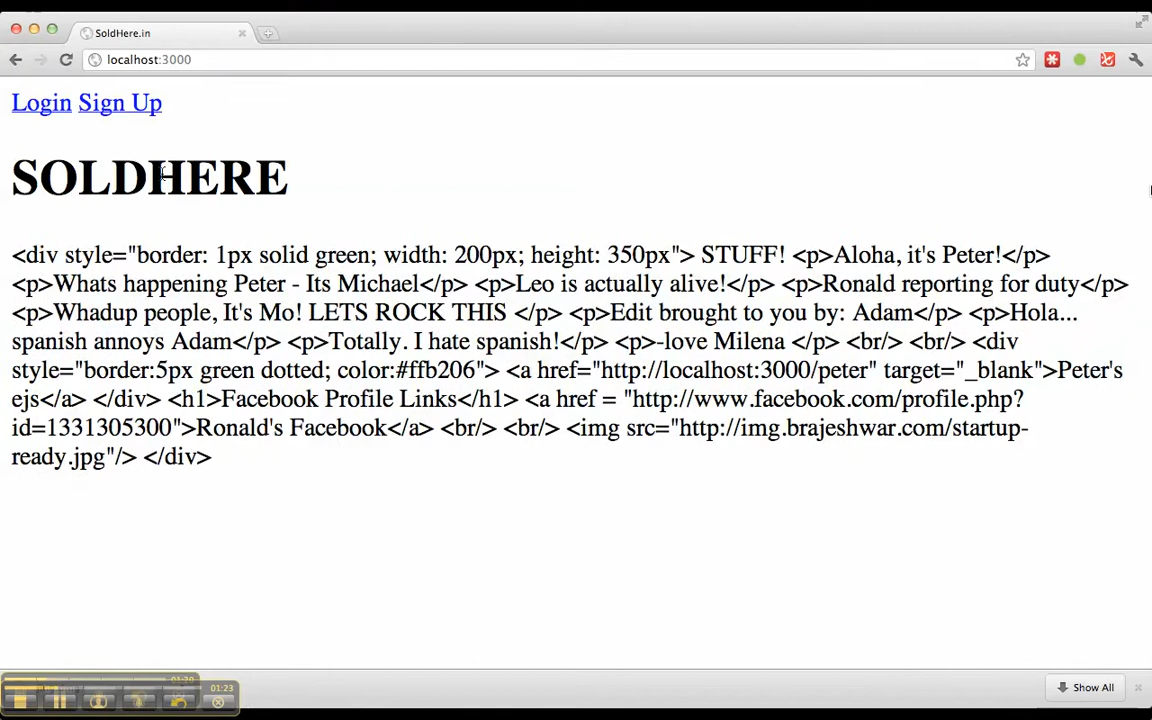 SoldHere.in
localhost:3000
Login Sign Up
SOLDHERE
<div style="border: 1px solid green; width: 200px; height: 350px"> STUFF! <p>Aloha, it's Peter!</p>
<p>Whats happening Peter - Its Michael</p> <p>Leo is actually alive!</p> <p>Ronald reporting for duty</p>
<p>Whadup people, It's Mo! LETS ROCK THIS </p> <p>Edit brought to you by: Adam</p> <p>Hola...
spanish annoys Adam</p> <p>Totally. I hate spanish!</p> <p>-love Milena </p> <br/> <br/> <div
style="border:5px green dotted; color:#ffb206"> <a href="http://localhost:3000/peter" target="_blank">Peter's
ejs</a> </div> <h1>Facebook Profile Links</h1> <a href = "http://www.facebook.com/profile.php?
id=1331305300">Ronald's Facebook</a> <br/> <br/> <img src="http://img.brajeshwar.com/startup-
ready.jpg"/> </div>
Show All
01:20
01:23